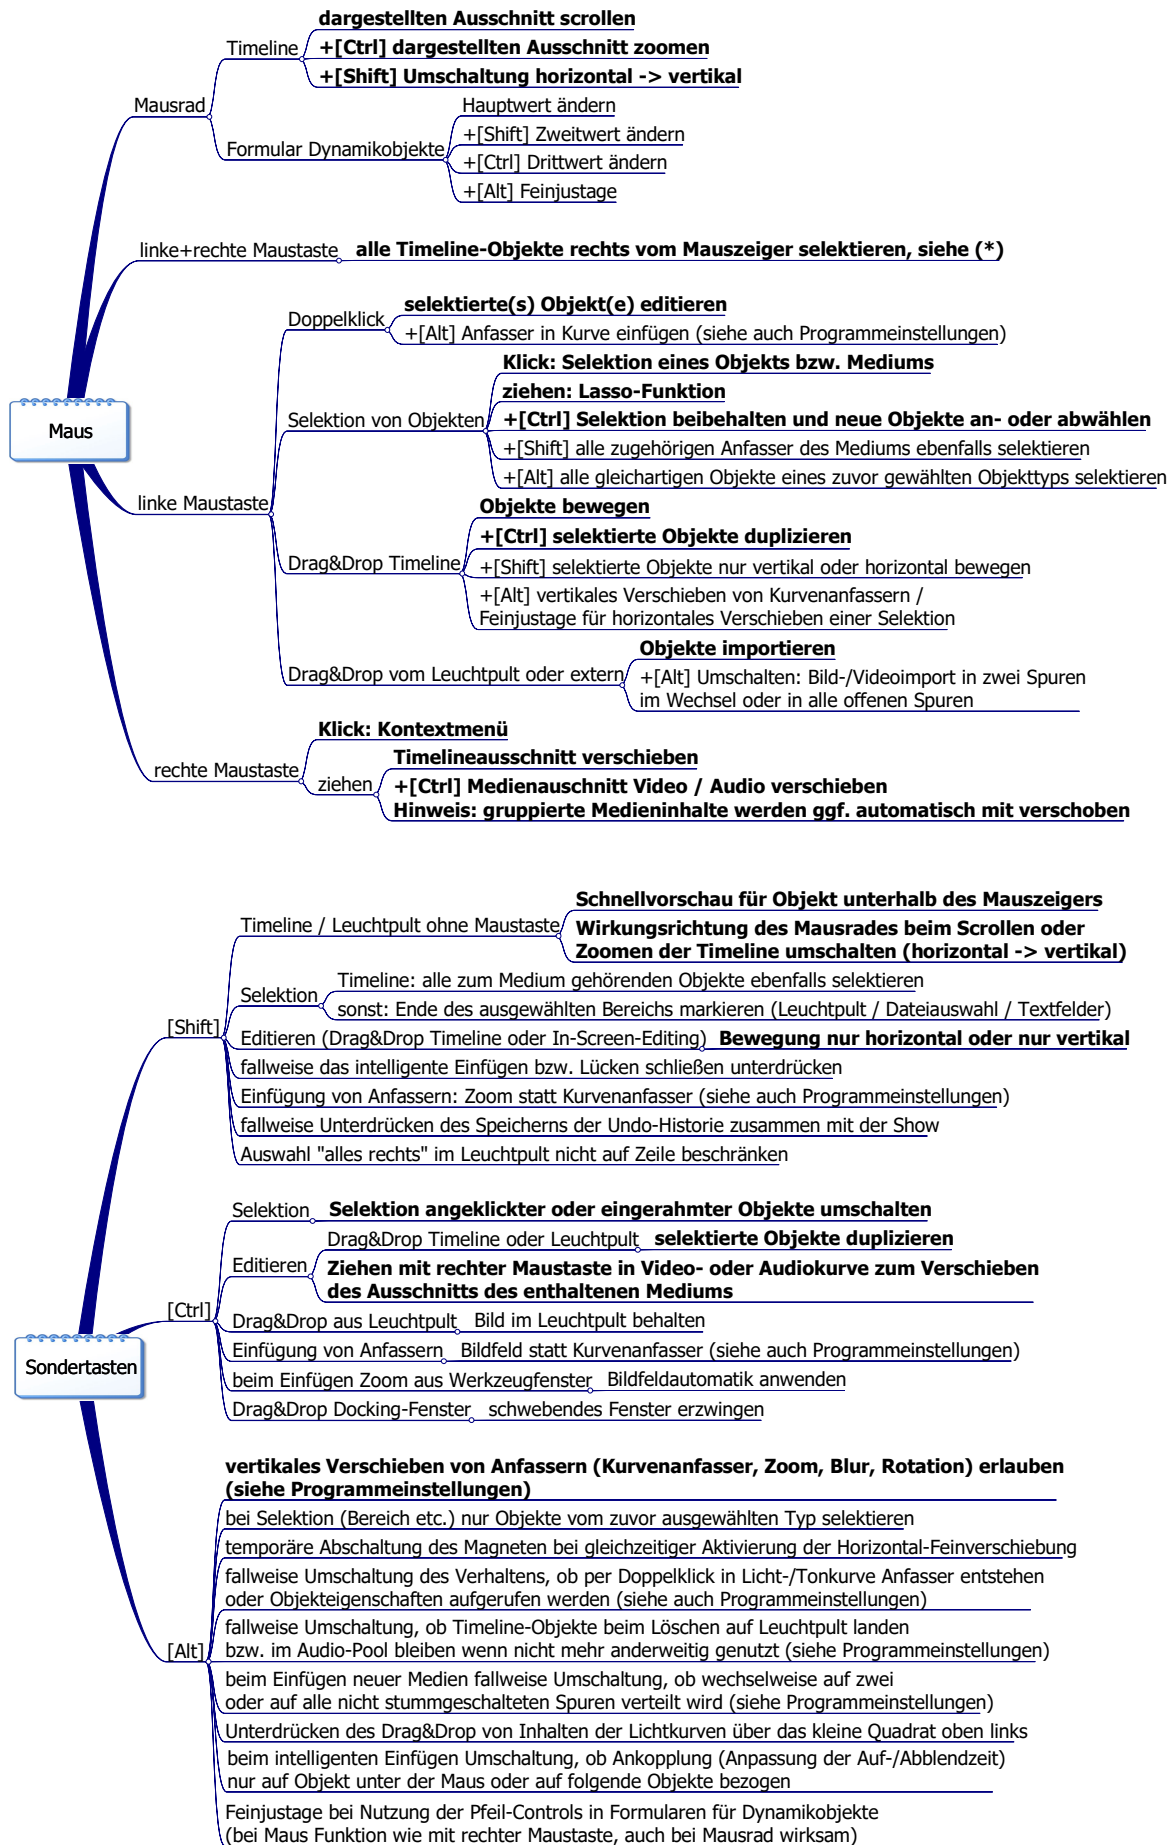 dargestellten Ausschnitt scrollen
Timeline
+[Ctrl] dargestellten Ausschnitt zoomen
+[Shift] Umschaltung horizontal -> vertikal
Mausrad
Hauptwert ändern
+[Shift] Zweitwert ändern
Formular Dynamikobjekte
+[Ctrl] Drittwert ändern
+[Alt] Feinjustage
linke+rechte Maustaste
alle Timeline-Objekte rechts vom Mauszeiger selektieren, siehe (*)
selektierte(s) Objekt(e) editieren
Doppelklick
+[Alt] Anfasser in Kurve einfügen (siehe auch Programmeinstellungen)
Klick: Selektion eines Objekts bzw. Mediums
ziehen: Lasso-Funktion
Selektion von Objekten
+[Ctrl] Selektion beibehalten und neue Objekte an- oder abwählen
Maus
+[Shift] alle zugehörigen Anfasser des Mediums ebenfalls selektieren
+[Alt] alle gleichartigen Objekte eines zuvor gewählten Objekttyps selektieren
linke Maustaste
Objekte bewegen
+[Ctrl] selektierte Objekte duplizieren
Drag&Drop Timeline
+[Shift] selektierte Objekte nur vertikal oder horizontal bewegen
+[Alt] vertikales Verschieben von Kurvenanfassern /
Feinjustage für horizontales Verschieben einer Selektion
Objekte importieren
Drag&Drop vom Leuchtpult oder extern
+[Alt] Umschalten: Bild-/Videoimport in zwei Spuren
im Wechsel oder in alle offenen Spuren
Klick: Kontextmenü
rechte Maustaste
Timelineausschnitt verschieben
ziehen
+[Ctrl] Medienauschnitt Video / Audio verschieben
Hinweis: gruppierte Medieninhalte werden ggf. automatisch mit verschoben
Schnellvorschau für Objekt unterhalb des Mauszeigers
Timeline / Leuchtpult ohne Maustaste
Wirkungsrichtung des Mausrades beim Scrollen oder
Zoomen der Timeline umschalten (horizontal -> vertikal)
Timeline: alle zum Medium gehörenden Objekte ebenfalls selektieren
Selektion
sonst: Ende des ausgewählten Bereichs markieren (Leuchtpult / Dateiauswahl / Textfelder)
[Shift]
Editieren (Drag&Drop Timeline oder In-Screen-Editing)
Bewegung nur horizontal oder nur vertikal
fallweise das intelligente Einfügen bzw. Lücken schließen unterdrücken
Einfügung von Anfassern: Zoom statt Kurvenanfasser (siehe auch Programmeinstellungen)
fallweise Unterdrücken des Speicherns der Undo-Historie zusammen mit der Show
Auswahl "alles rechts" im Leuchtpult nicht auf Zeile beschränken
Selektion
Selektion angeklickter oder eingerahmter Objekte umschalten
Drag&Drop Timeline oder Leuchtpult
selektierte Objekte duplizieren
Editieren
Ziehen mit rechter Maustaste in Video- oder Audiokurve zum Verschieben
des Ausschnitts des enthaltenen Mediums
[Ctrl]
Drag&Drop aus Leuchtpult
Bild im Leuchtpult behalten
Einfügung von Anfassern
Bildfeld statt Kurvenanfasser (siehe auch Programmeinstellungen)
Sondertasten
beim Einfügen Zoom aus Werkzeugfenster
Bildfeldautomatik anwenden
Drag&Drop Docking-Fenster
schwebendes Fenster erzwingen
vertikales Verschieben von Anfassern (Kurvenanfasser, Zoom, Blur, Rotation) erlauben
(siehe Programmeinstellungen)
bei Selektion (Bereich etc.) nur Objekte vom zuvor ausgewählten Typ selektieren
temporäre Abschaltung des Magneten bei gleichzeitiger Aktivierung der Horizontal-Feinverschiebung
fallweise Umschaltung des Verhaltens, ob per Doppelklick in Licht-/Tonkurve Anfasser entstehen
oder Objekteigenschaften aufgerufen werden (siehe auch Programmeinstellungen)
fallweise Umschaltung, ob Timeline-Objekte beim Löschen auf Leuchtpult landen
[Alt]
bzw. im Audio-Pool bleiben wenn nicht mehr anderweitig genutzt (siehe Programmeinstellungen)
beim Einfügen neuer Medien fallweise Umschaltung, ob wechselweise auf zwei
oder auf alle nicht stummgeschalteten Spuren verteilt wird (siehe Programmeinstellungen)
Unterdrücken des Drag&Drop von Inhalten der Lichtkurven über das kleine Quadrat oben links
beim intelligenten Einfügen Umschaltung, ob Ankopplung (Anpassung der Auf-/Abblendzeit)
nur auf Objekt unter der Maus oder auf folgende Objekte bezogen
Feinjustage bei Nutzung der Pfeil-Controls in Formularen für Dynamikobjekte
(bei Maus Funktion wie mit rechter Maustaste, auch bei Mausrad wirksam)